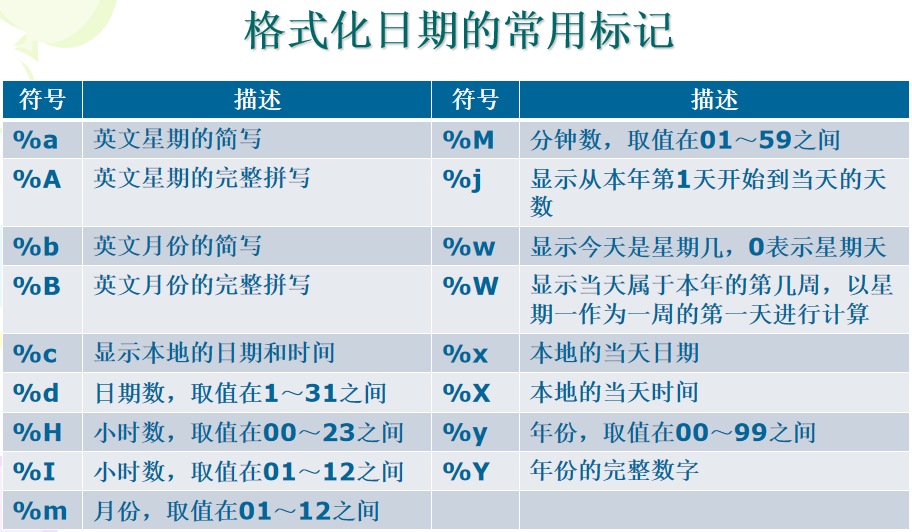 格式化日期的常用标记
符号 描述 符号 描述
%a 英文星期的简写 %M 分钟数，取值在01～59之间
%A 英文星期的完整拼写 %j 显示从本年第1天开始到当天的天
数
%b 英文月份的简写 %w 显示今天是星期几，0表示星期天
%B 英文月份的完整拼写 %W 显示当天属于本年的第几周，以星
期一作为一周的第一天进行计算
%c 显示本地的日期和时间 %x 本地的当天日期
%d 日期数，取值在1～31之间 %X 本地的当天时间
%H 小时数，取值在00～23之间 %y 年份，取值在00～99之间
%I 小时数，取值在01～12之间 %Y 年份的完整数字
%m 月份，取值在01～12之间